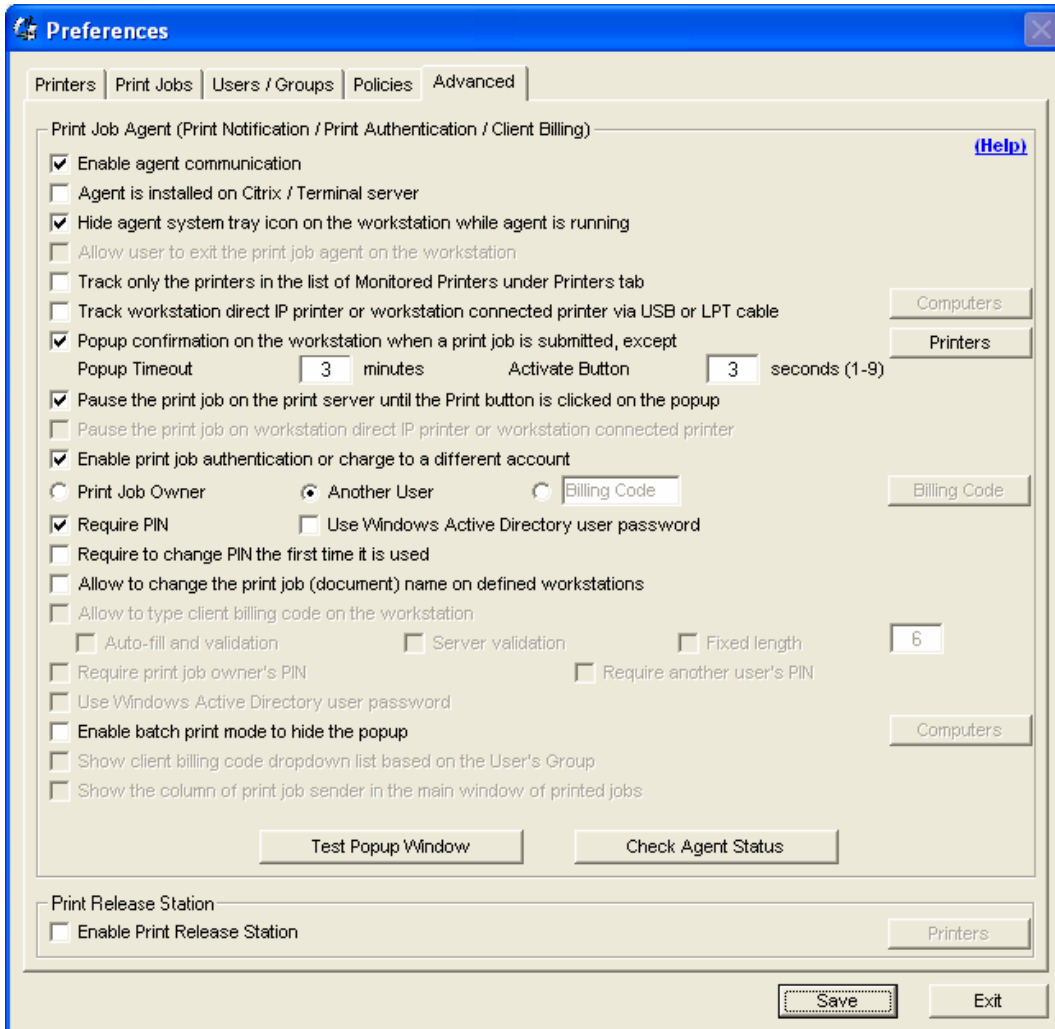 Preferences
Printers Print Jobs Users / Groups Policies Advanced
Print Job Agent (Print Notification / Print Authentication / Client Billing)
(Help)
Enable agent communication
Agent is installed on Citrix / Terminal server
Hide agent system tray icon on the workstation while agent is running
Allow user to exit the print job agent on the workstation
Track only the printers in the list of Monitored Printers under Printers tab
Track workstation direct IP printer or workstation connected printer via USB or LPT cable Computers
Popup confirmation on the workstation when a print job is submitted, except Printers
Popup Timeout 3 minutes Activate Button 3 seconds (1-9)
Pause the print job on the print server until the Print button is clicked on the popup
Pause the print job on workstation direct IP printer or workstation connected printer
Enable print job authentication or charge to a different account
Print Job Owner Another User Billing Code Billing Code
Require PIN Use Windows Active Directory user password
Require to change PIN the first time it is used
Allow to change the print job (document) name on defined workstations
Allow to type client billing code on the workstation
Auto-fill and validation Server validation Fixed length 6
Require print job owner's PIN Require another user's PIN
Use Windows Active Directory user password
Enable batch print mode to hide the popup Computers
Show client billing code dropdown list based on the User's Group
Show the column of print job sender in the main window of printed jobs
Test Popup Window Check Agent Status
Print Release Station
Enable Print Release Station Printers
Save Exit